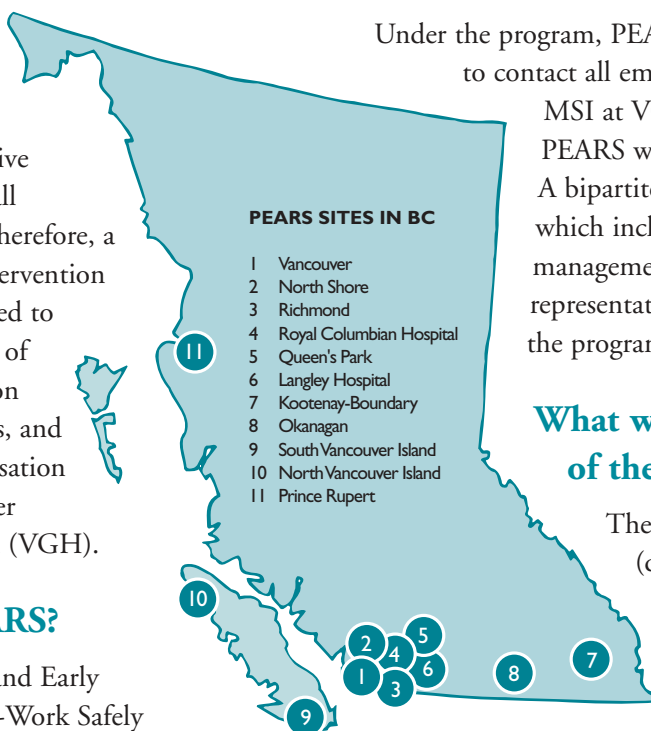 Under the program, PEA
to contact all em
MSI at V
PEARS w
A bipartite
which incl
managemen
representat
the program
What w
of the
The
(
ive
all
herefore, a
ervention
ed to
of
on
s, and
sation
er
(VGH).
RS?
nd Early
-Work Safely
PEARS SITES IN BC
1 Vancouver
2 North Shore
3 Richmond
4 Royal Columbian Hospital
5 Queen's Park
6 Langley Hospital
7 Kootenay-Boundary
8 Okanagan
9 South Vancouver Island
10 North Vancouver Island
11 Prince Rupert
11
10
2
5
4
6
1
3
8
7
9